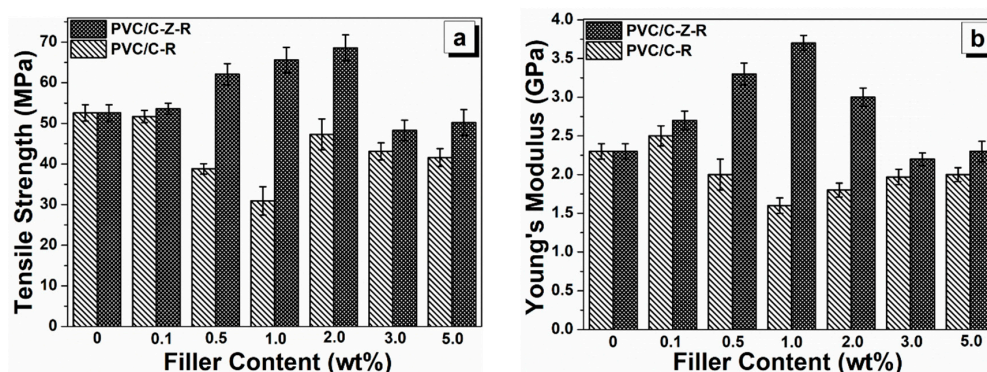 PVC/C-Z-R
PVC/C-R
a
Tensile Strength (MPa)
70
60
50
40
30
20
10
0
0 0.1 0.5 1.0 2.0 3.0 5.0
Filler Content (wt%)
PVC/C-Z-R
PVC/C-R
b
Young's Modulus (GPa)
4.0
3.5
3.0
2.5
2.0
1.5
1.0
0.5
0.0
0 0.1 0.5 1.0 2.0 3.0 5.0
Filler Content (wt%)